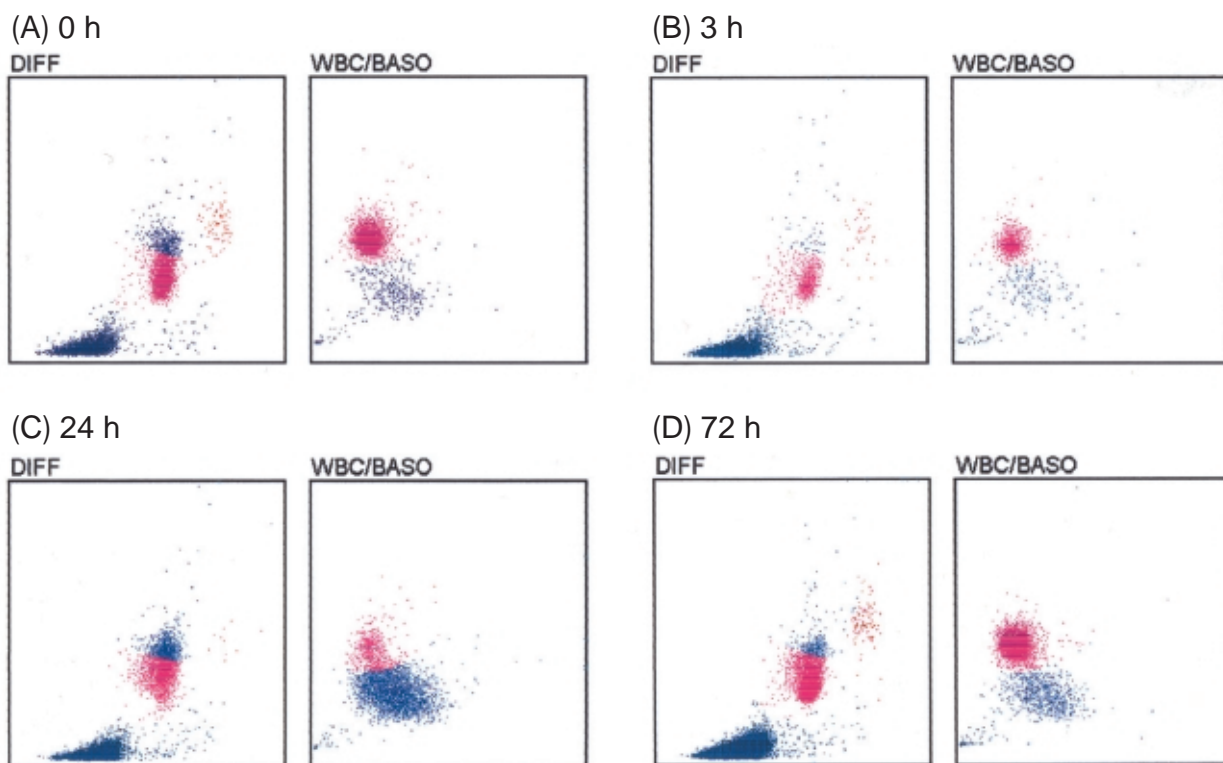 (A) 0 h
DIFF
WBC/BASO
(B) 3 h
DIFF
WBC/BASO
(C) 24 h
DIFF
WBC/BASO
(D) 72 h
DIFF
WBC/BASO